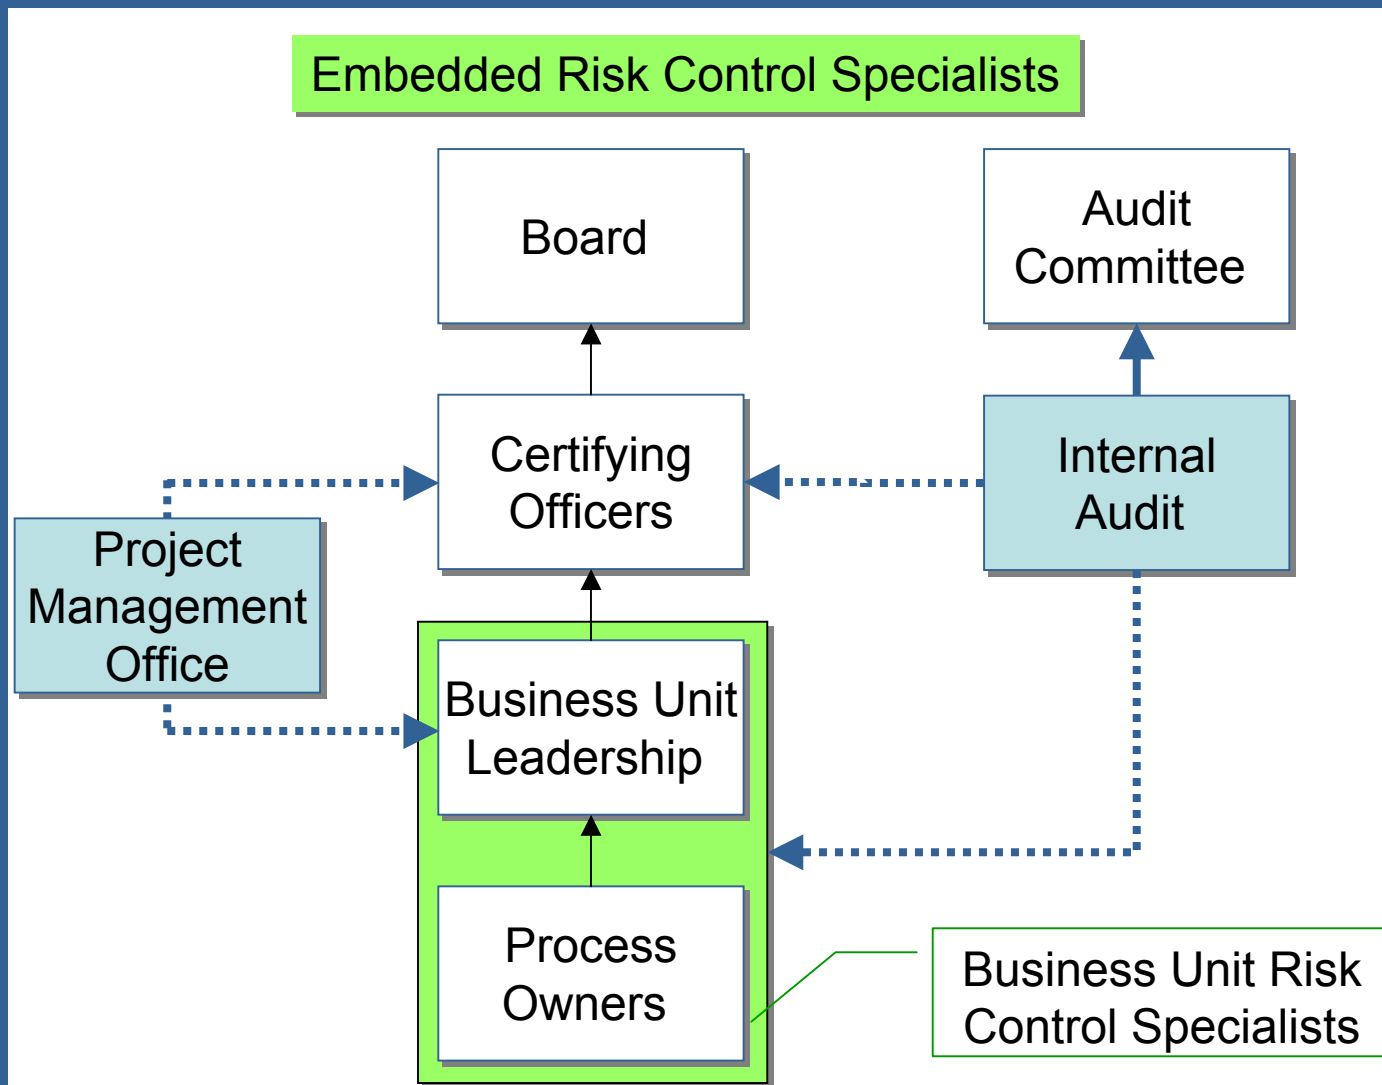 Embedded Risk Control Specialists
Board
Audit
Committee
Certifying
Officers
Internal
Audit
Project
Management
Office
Business Unit
Leadership
Process
Owners
Business Unit Risk
Control Specialists